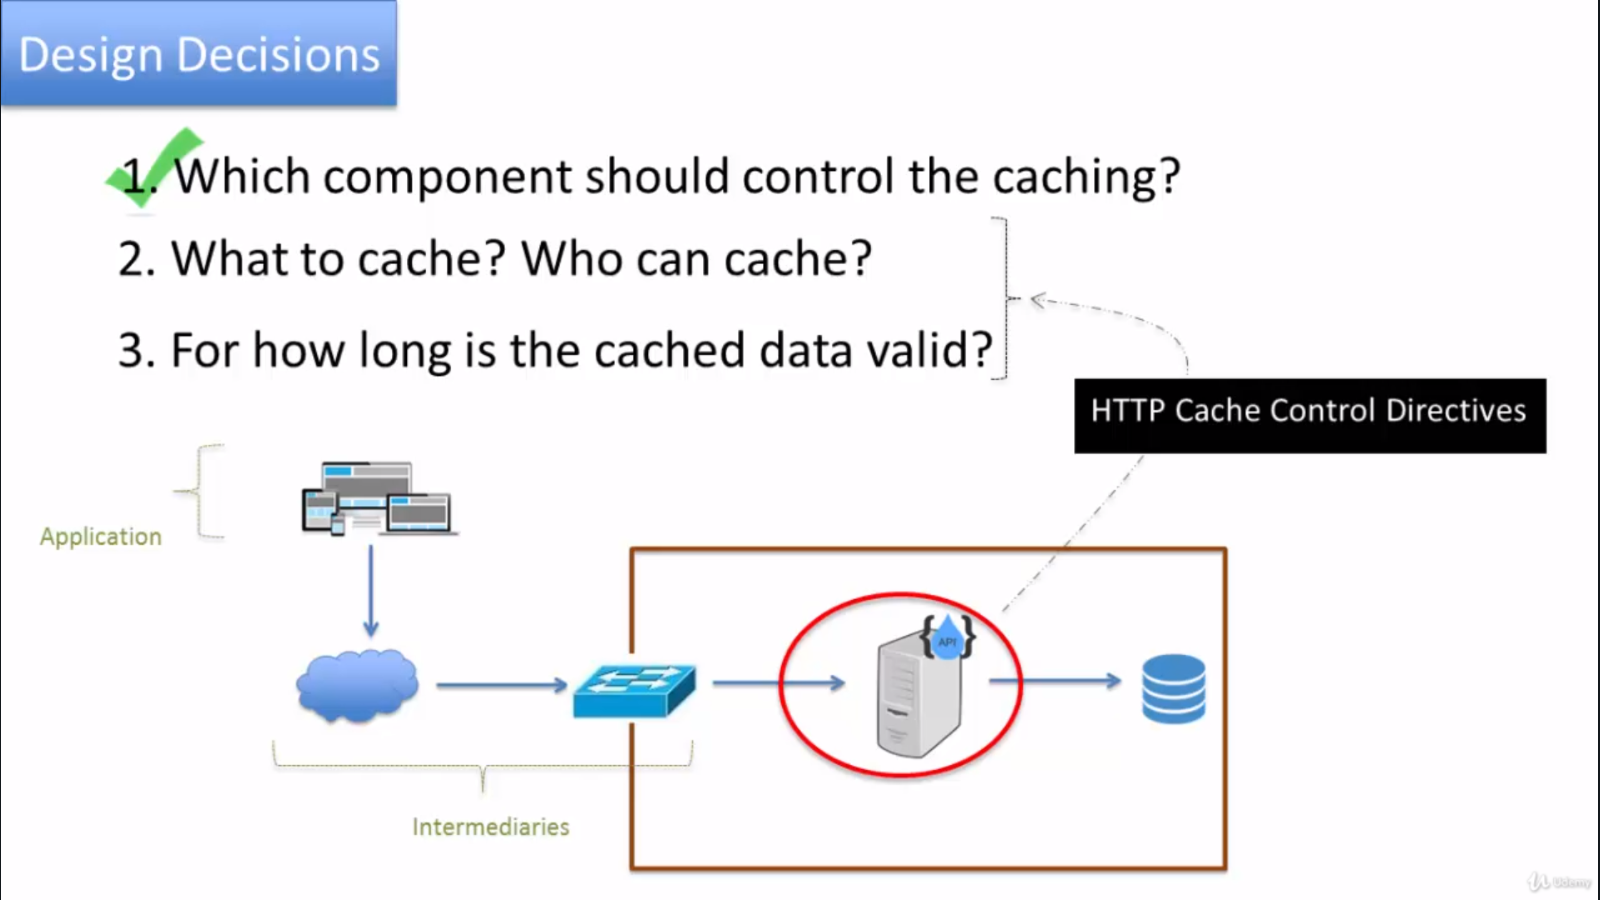 Design Decisions
1. Which component should control the caching?
2. What to cache? Who can cache?
3. For how long is the cached data valid?
HTTP Cache Control Directives
Application
{API}
Intermediaries
Udemy